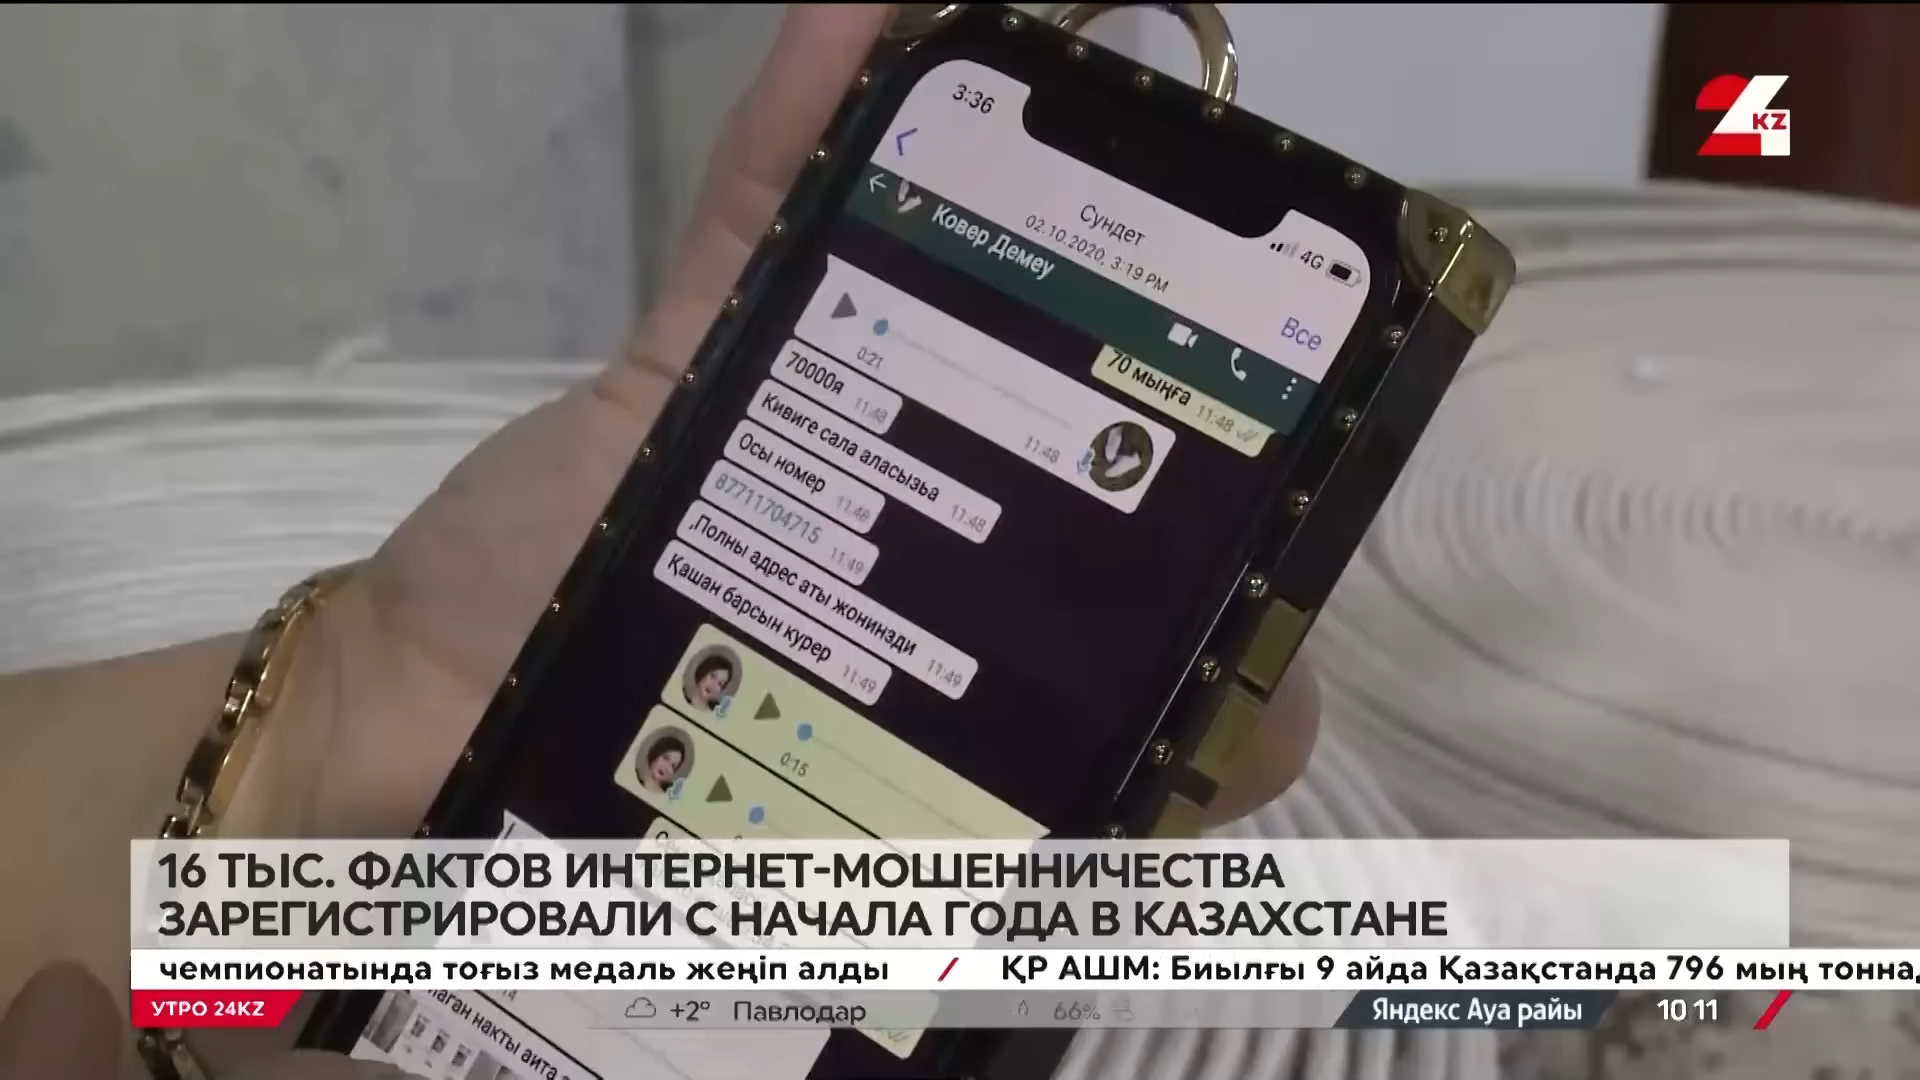 24 KZ
3:36
Сүндет
02.10.2020, 3:19 PM
4G
Все
Ковер Демеу
70 мыңға 11:48
0:21 11:48
70000я 11:48
Кивиге сала аласызьа 11:48
Осы номер 11:48
87711704715 11:49
,Полны адрес аты жонинзди 11:49
Қашан барсын курер 11:49
0:15
16 ТЫС. ФАКТОВ ИНТЕРНЕТ-МОШЕННИЧЕСТВА
ЗАРЕГИСТРИРОВАЛИ С НАЧАЛА ГОДА В КАЗАХСТАНЕ
чемпионатында тоғыз медаль жеңіп алды / ҚР АШМ: Биылғы 9 айда Қазақстанда 796 мың тонна
УТРО 24KZ +2° Павлодар 66% Яндекс Ауа райы 10 11
нақты айта